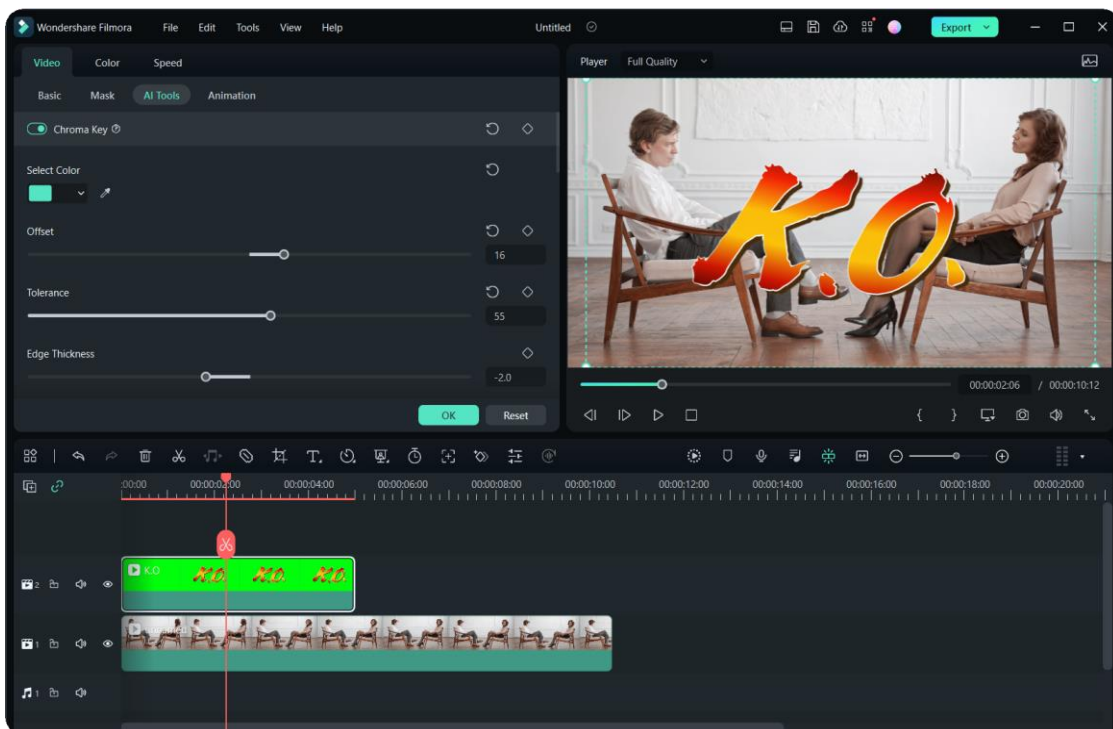 Wondershare Filmora File Edit Tools View Help Untitled Export
Video Color Speed
Basic Mask AI Tools Animation
Chroma Key
Select Color
Offset
16
Tolerance
55
Edge Thickness
-2.0
OK Reset
Player Full Quality
K.O.
00:00:02:06 / 00:00:10:12
:00:00 00:00:02:00 00:00:04:00 00:00:06:00 00:00:08:00 00:00:10:00 00:00:12:00 00:00:14:00 00:00:16:00 00:00:18:00 00:00:20:00
2 K.O K.O. K.O. K.O.
1
1